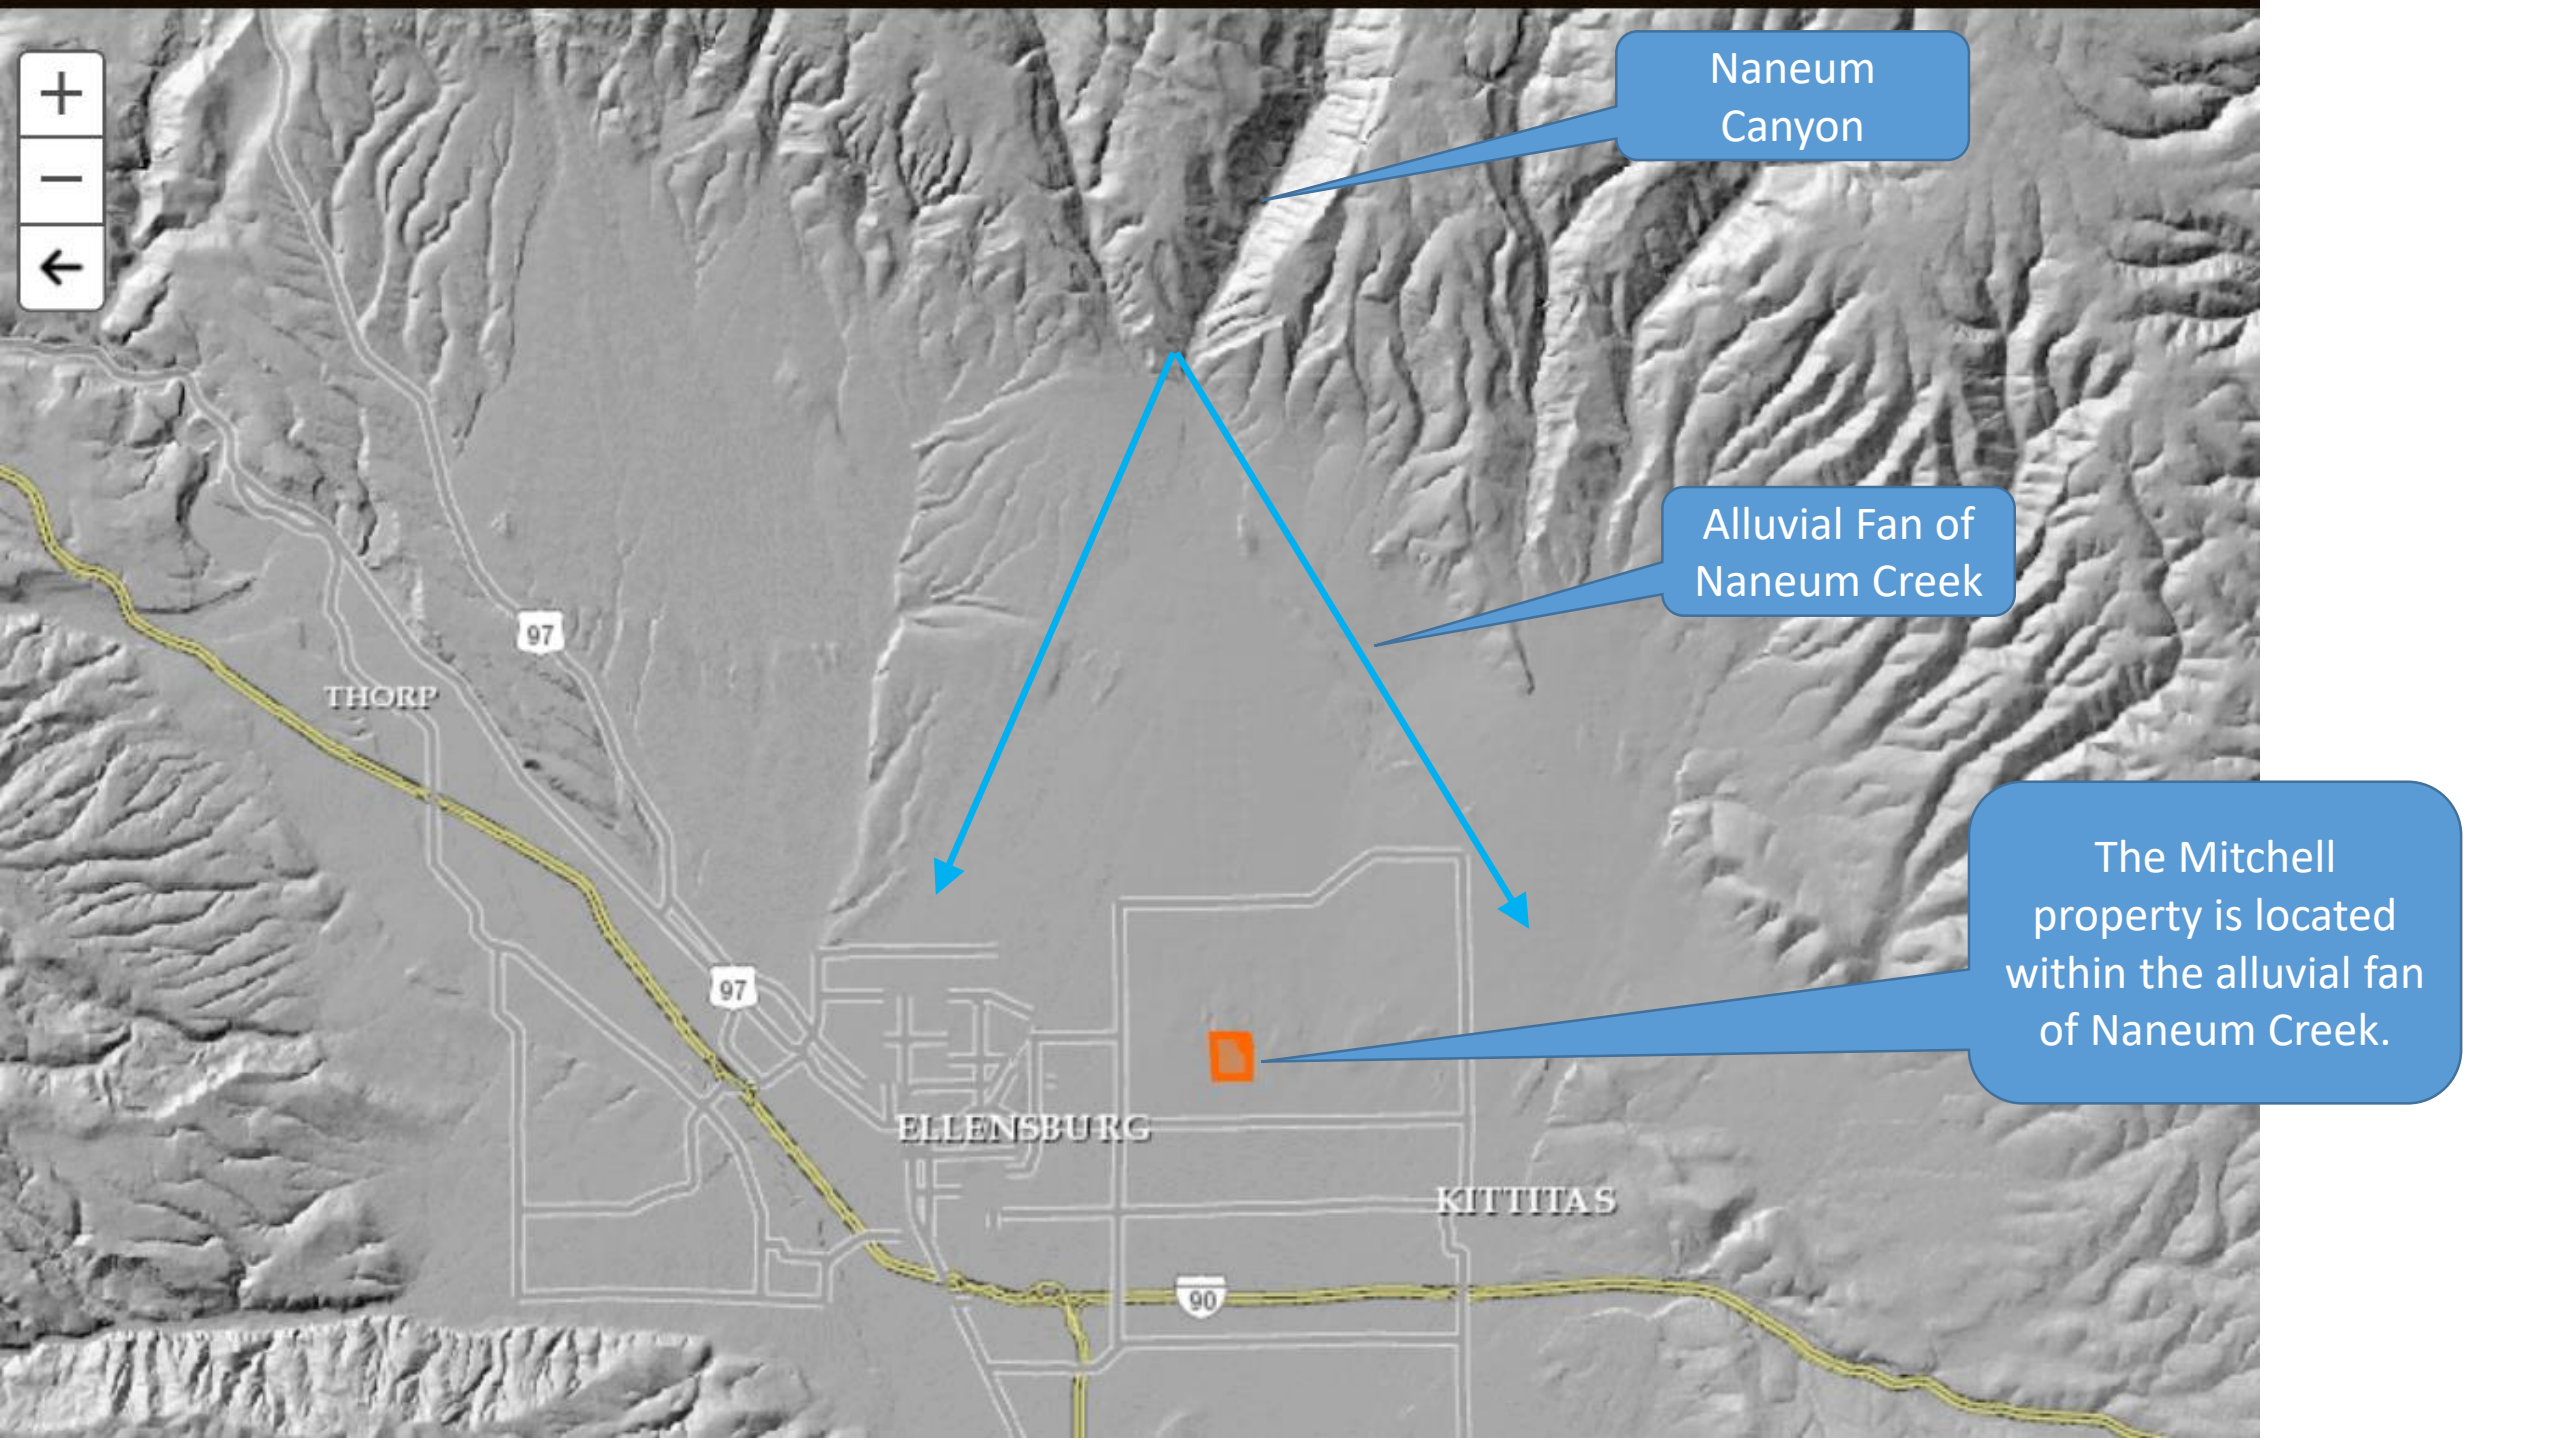 +
−
←
Naneum
Canyon
Alluvial Fan of
Naneum Creek
97
THORP
The Mitchell
property is located
within the alluvial fan
of Naneum Creek.
97
ELLENSBURG
KITTITAS
90